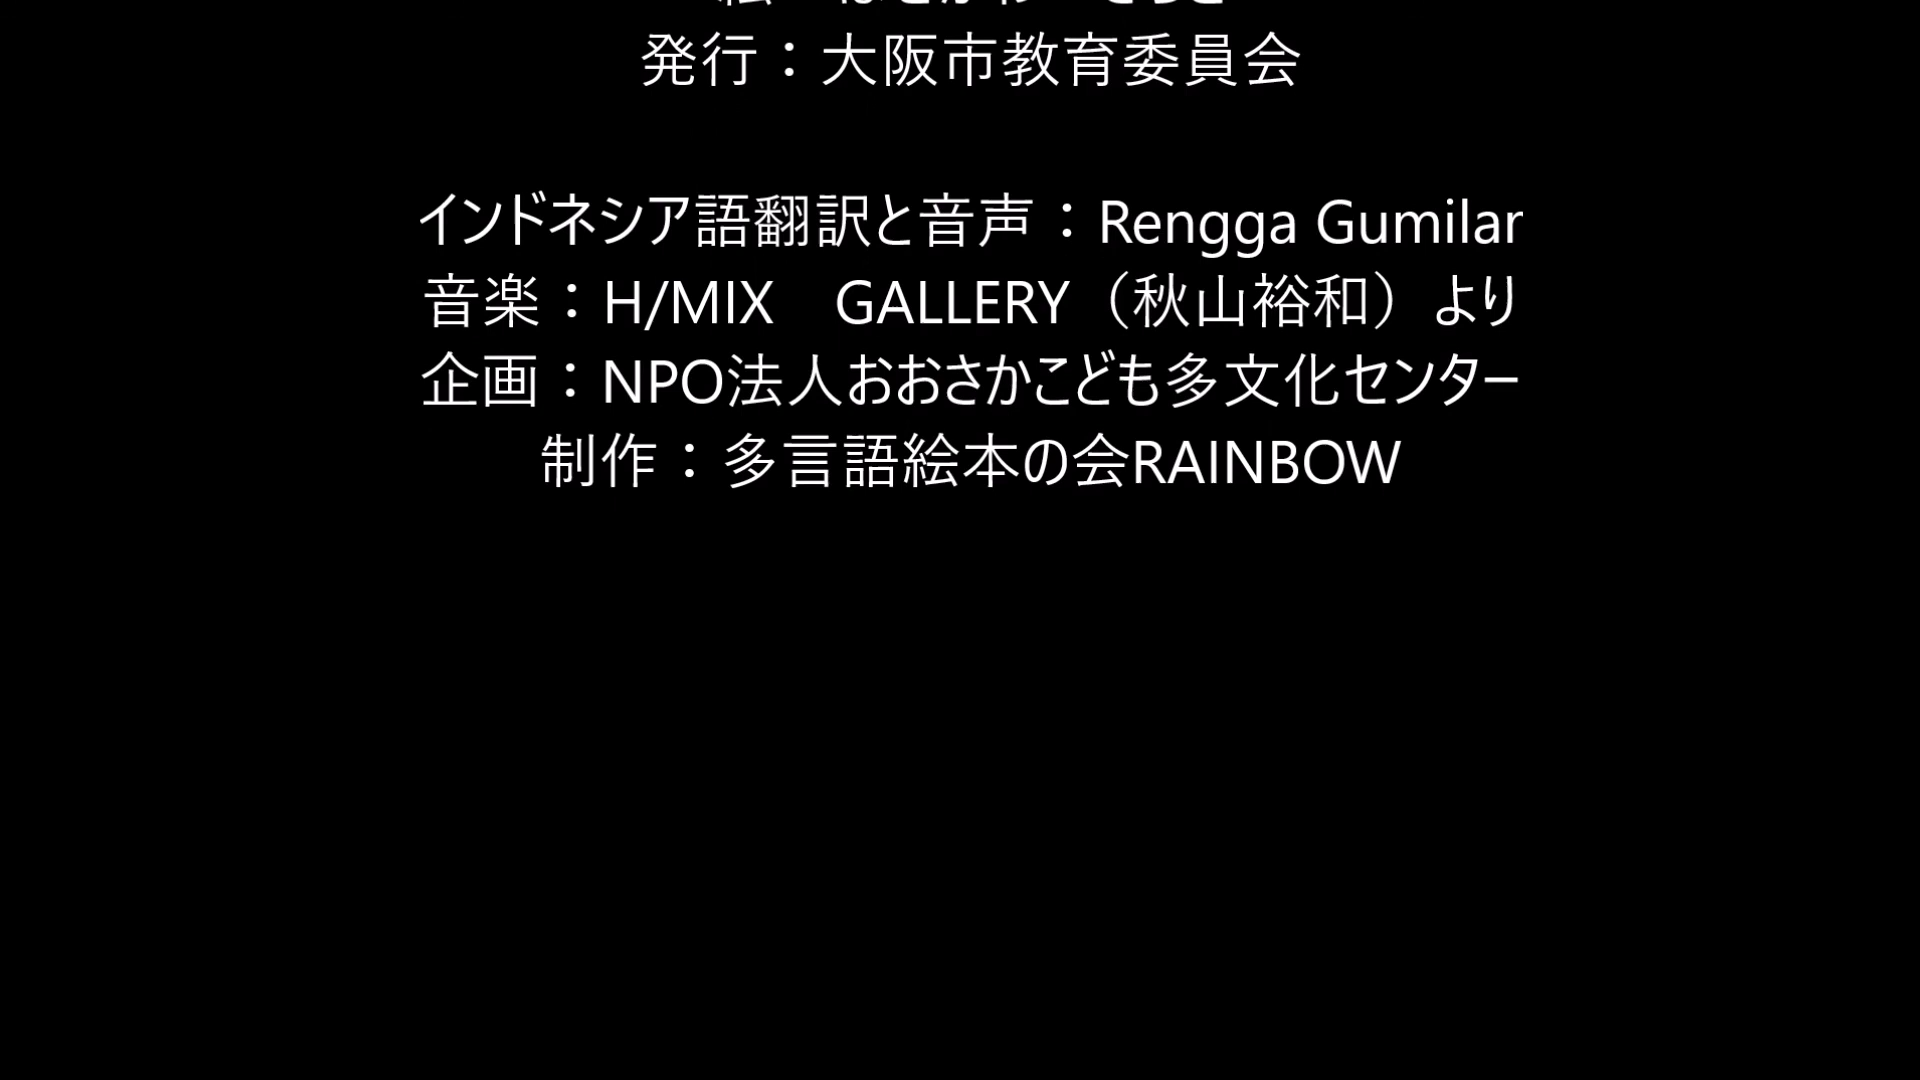 発行：大阪市教育委員会
インドネシア語翻訳と音声：Rengga Gumilar
音楽：H/MIX　GALLERY（秋山裕和）より
企画：NPO法人おおさかこども多文化センター
制作：多言語絵本の会RAINBOW